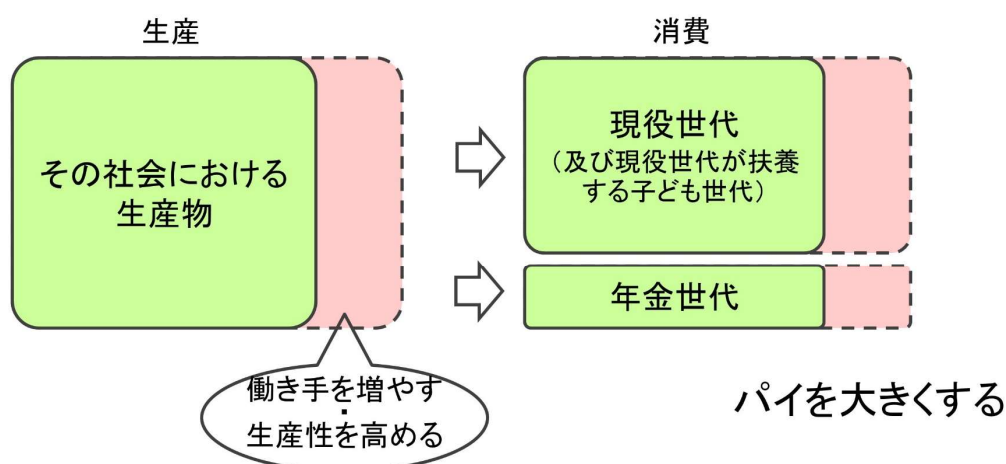 生産
消費
その社会における
生産物
現役世代
（及び現役世代が扶養
する子ども世代）
年金世代
働き手を増やす
・
生産性を高める
パイを大きくする